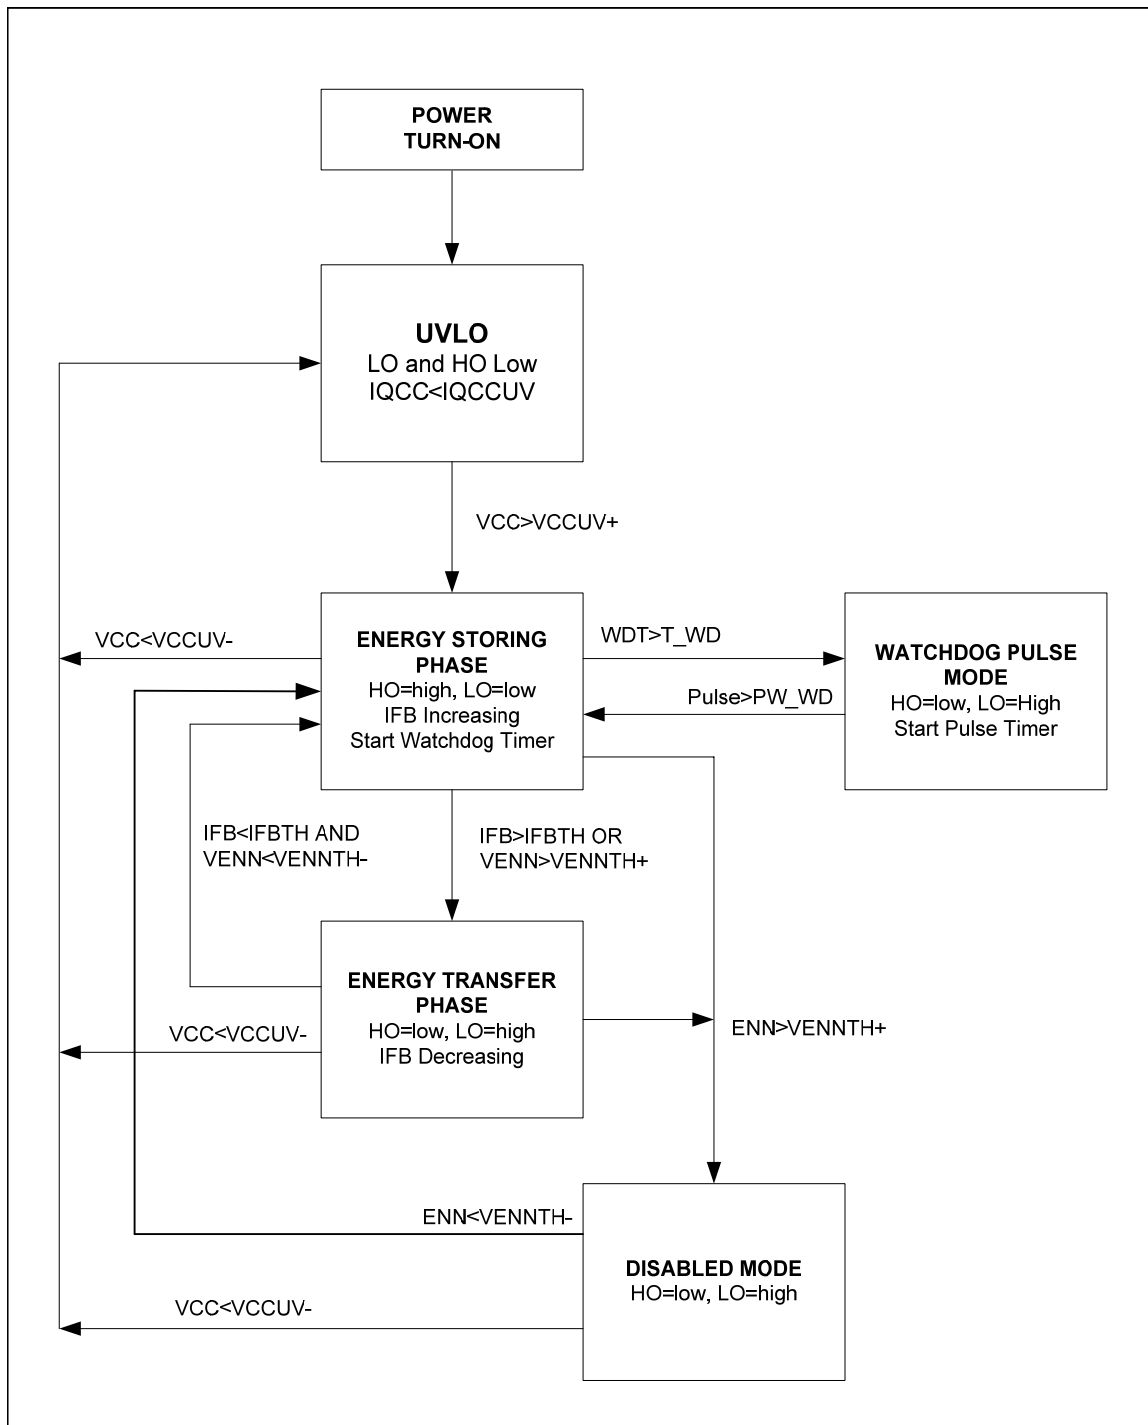 POWER
TURN-ON
UVLO
LO and HO Low
IQCC<IQCCUV
VCC>VCCUV+
VCC<VCCUV-
ENERGY STORING
PHASE
HO=high, LO=low
IFB Increasing
Start Watchdog Timer
WDT>T_WD
Pulse>PW_WD
WATCHDOG PULSE
MODE
HO=low, LO=High
Start Pulse Timer
IFB<IFBTH AND
VENN<VENNTH-
IFB>IFBTH OR
VENN>VENNTH+
ENERGY TRANSFER
PHASE
HO=low, LO=high
IFB Decreasing
VCC<VCCUV-
ENN>VENNTH+
ENN<VENNTH-
DISABLED MODE
HO=low, LO=high
VCC<VCCUV-